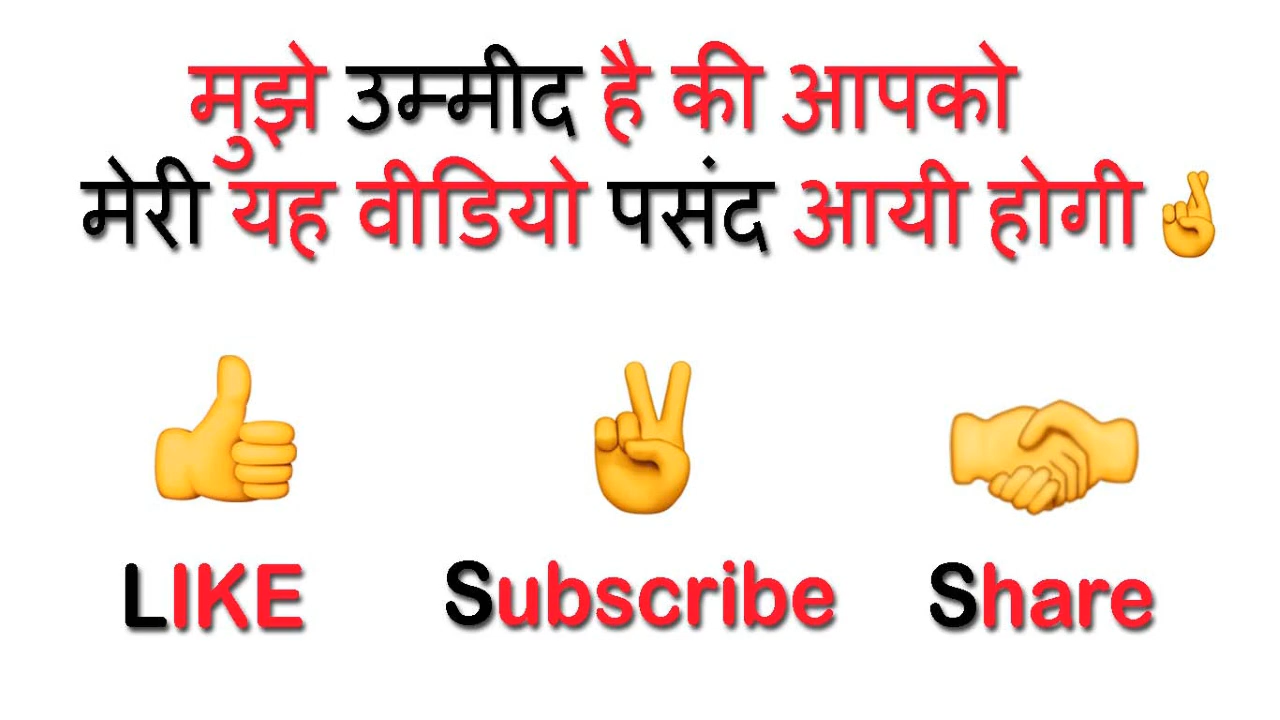 मुझे उम्मीद है की आपको
मेरी यह वीडियो पसंद आयी होगी🤞
LIKE Subscribe Share